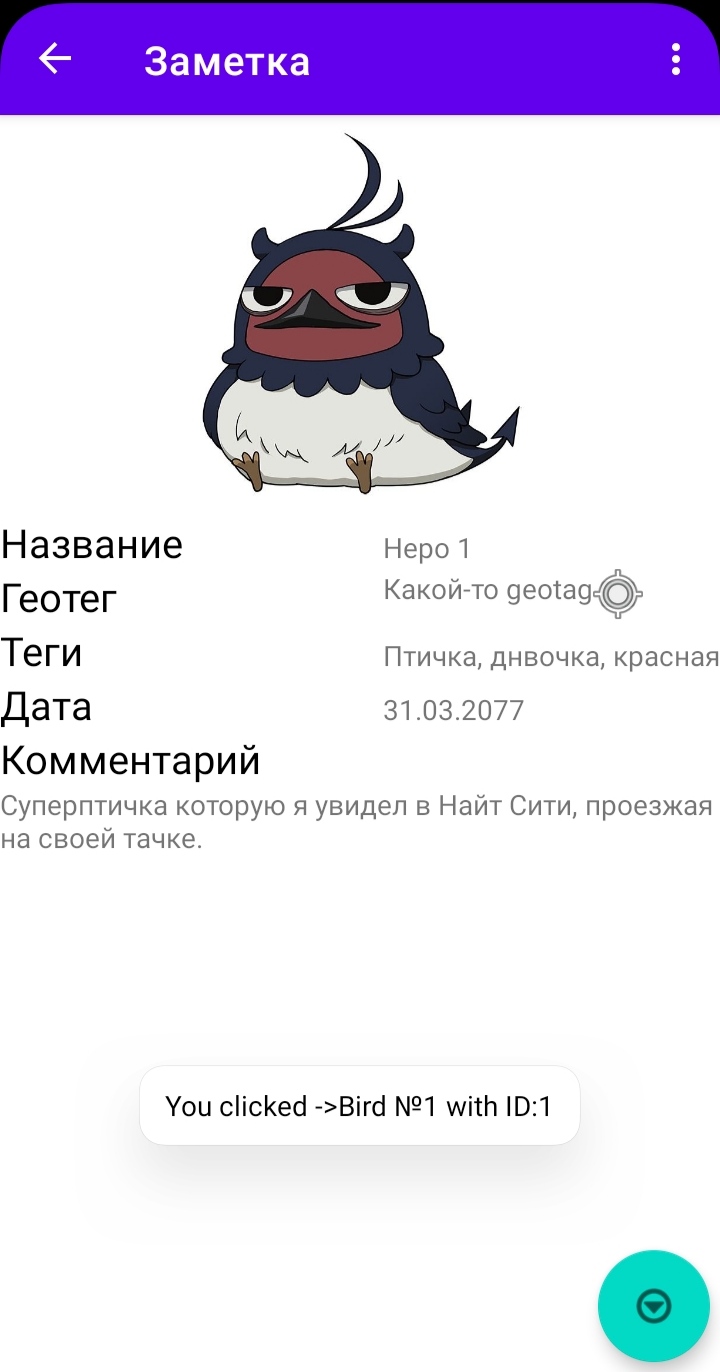 Заметка
Название
Неро 1
Геотег
Какой-то geotag
Теги
Птичка, днвочка, красная
Дата
31.03.2077
Комментарий
Суперптичка которую я увидел в Найт Сити, проезжая
на своей тачке.
You clicked ->Bird №1 with ID:1